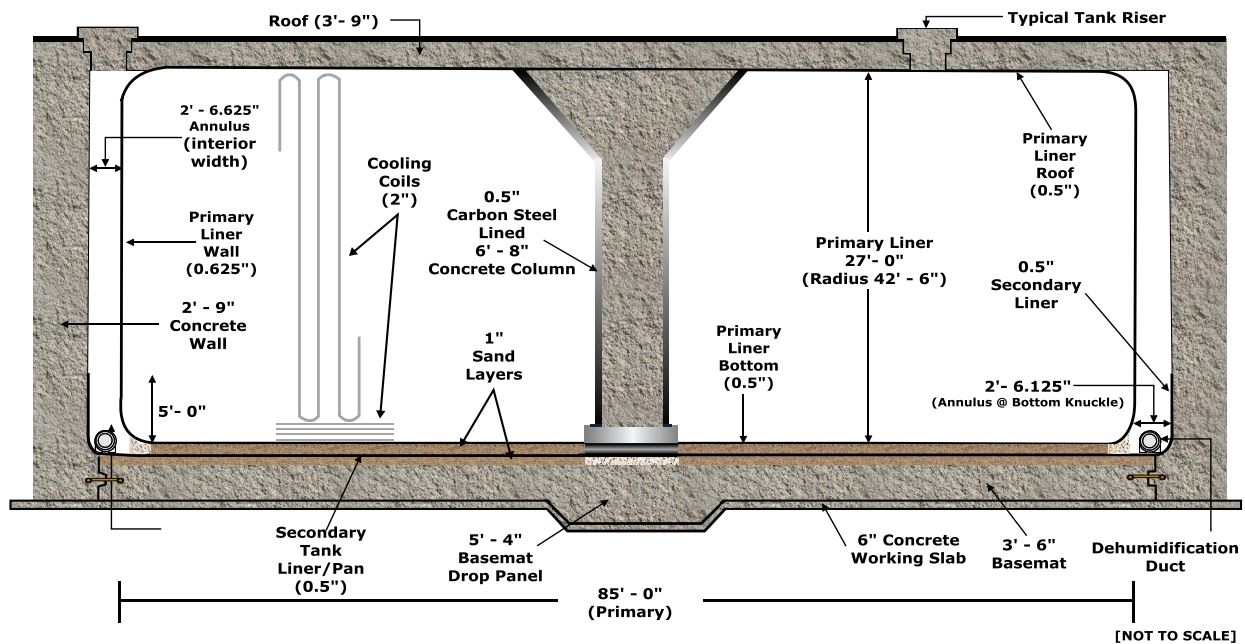 Roof (3'- 9")
Typical Tank Riser
2' - 6.625"
Annulus
(interior
width)
Cooling
Coils
(2")
Primary
Liner
Roof
(0.5")
0.5"
Carbon Steel
Lined
6' - 8"
Concrete Column
Primary
Liner
Wall
(0.625")
Primary Liner
27'- 0"
(Radius 42' - 6")
0.5"
Secondary
Liner
2' - 9"
Concrete
Wall
1"
Sand
Layers
Primary
Liner
Bottom
(0.5")
2'- 6.125"
(Annulus @ Bottom Knuckle)
5'- 0"
Secondary
Tank
Liner/Pan
(0.5")
5' - 4"
Basemat
Drop Panel
6" Concrete
Working Slab
3' - 6"
Basemat
Dehumidification
Duct
85' - 0"
(Primary)
[NOT TO SCALE]